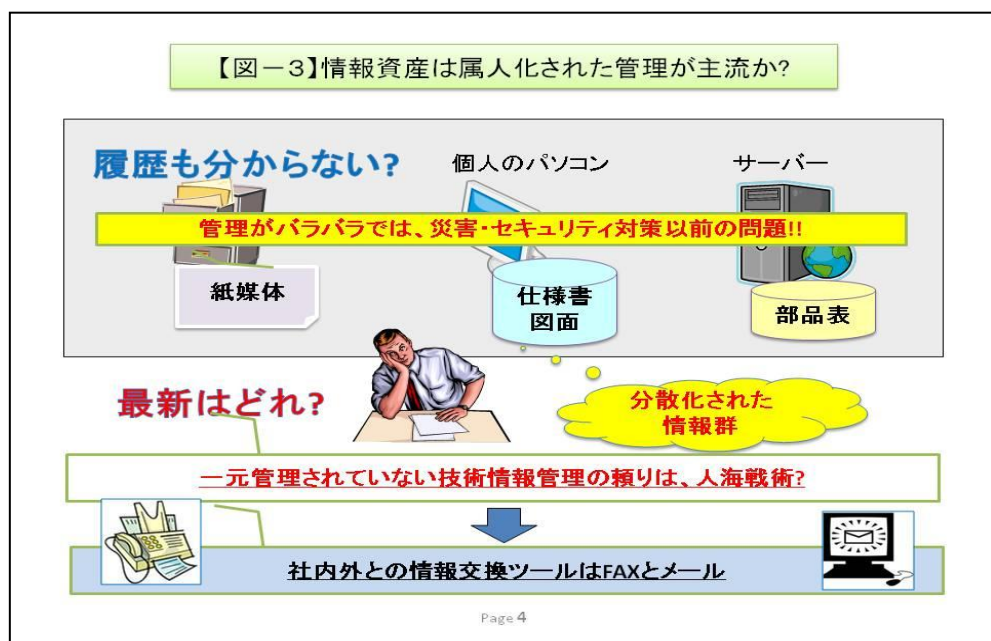 【図－３】情報資産は属人化された管理が主流か?
履歴も分からない?
個人のパソコン
サーバー
管理がバラバラでは、災害・セキュリティ対策以前の問題!!
紙媒体
仕様書
図面
部品表
最新はどれ?
分散化された
情報群
一元管理されていない技術情報管理の頼りは、人海戦術?
社内外との情報交換ツールはFAXとメール
Page 4